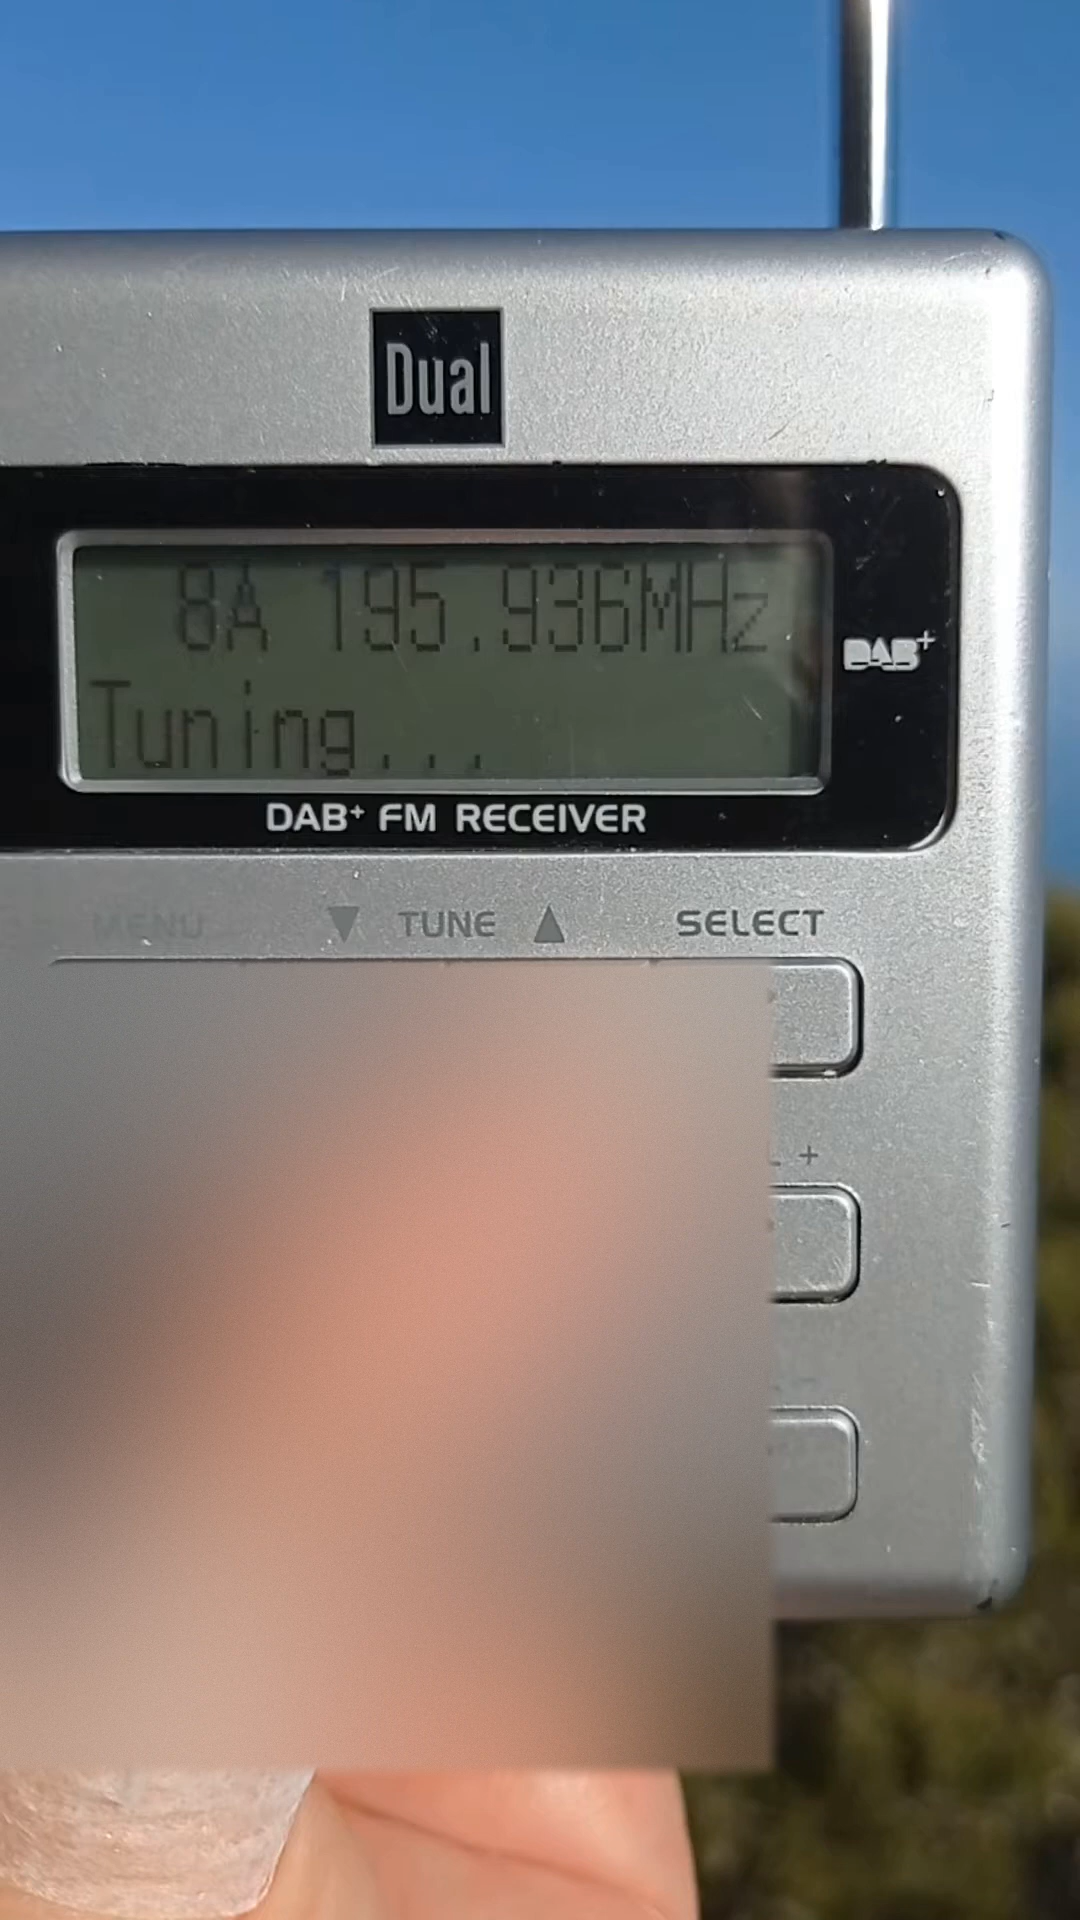 Dual
8A 195.936MHz
Tuning...
DAB+
DAB+ FM RECEIVER
MENU ▼ TUNE ▲ SELECT
+